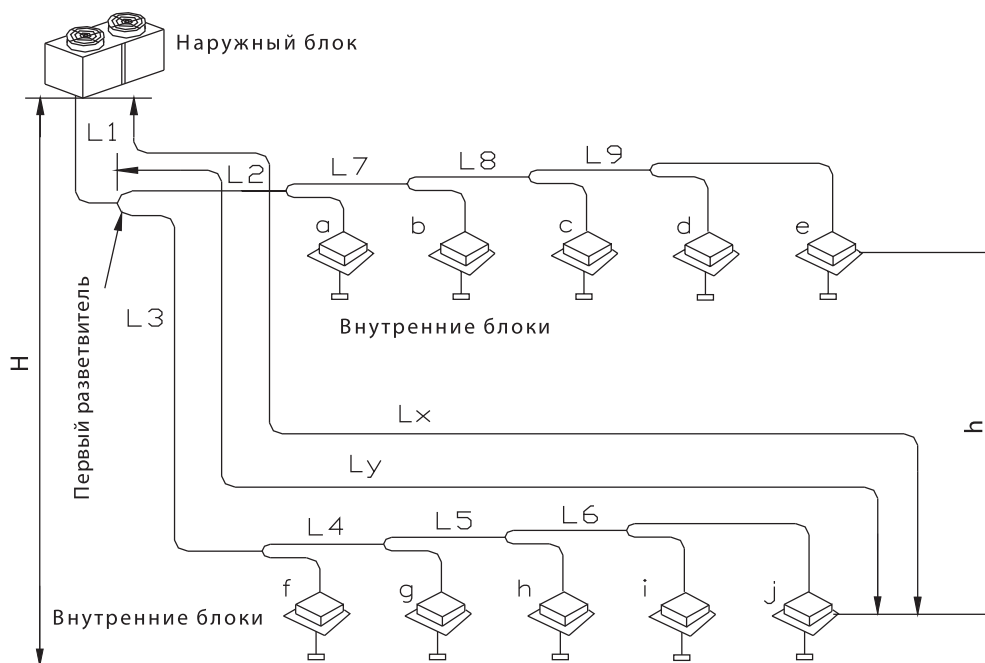 Наружный блок
L1
L2
L7
L8
L9
a
b
c
d
e
Внутренние блоки
L3
H
Первый разветвитель
Lx
h
Ly
L4
L5
L6
f
g
h
i
j
Внутренние блоки